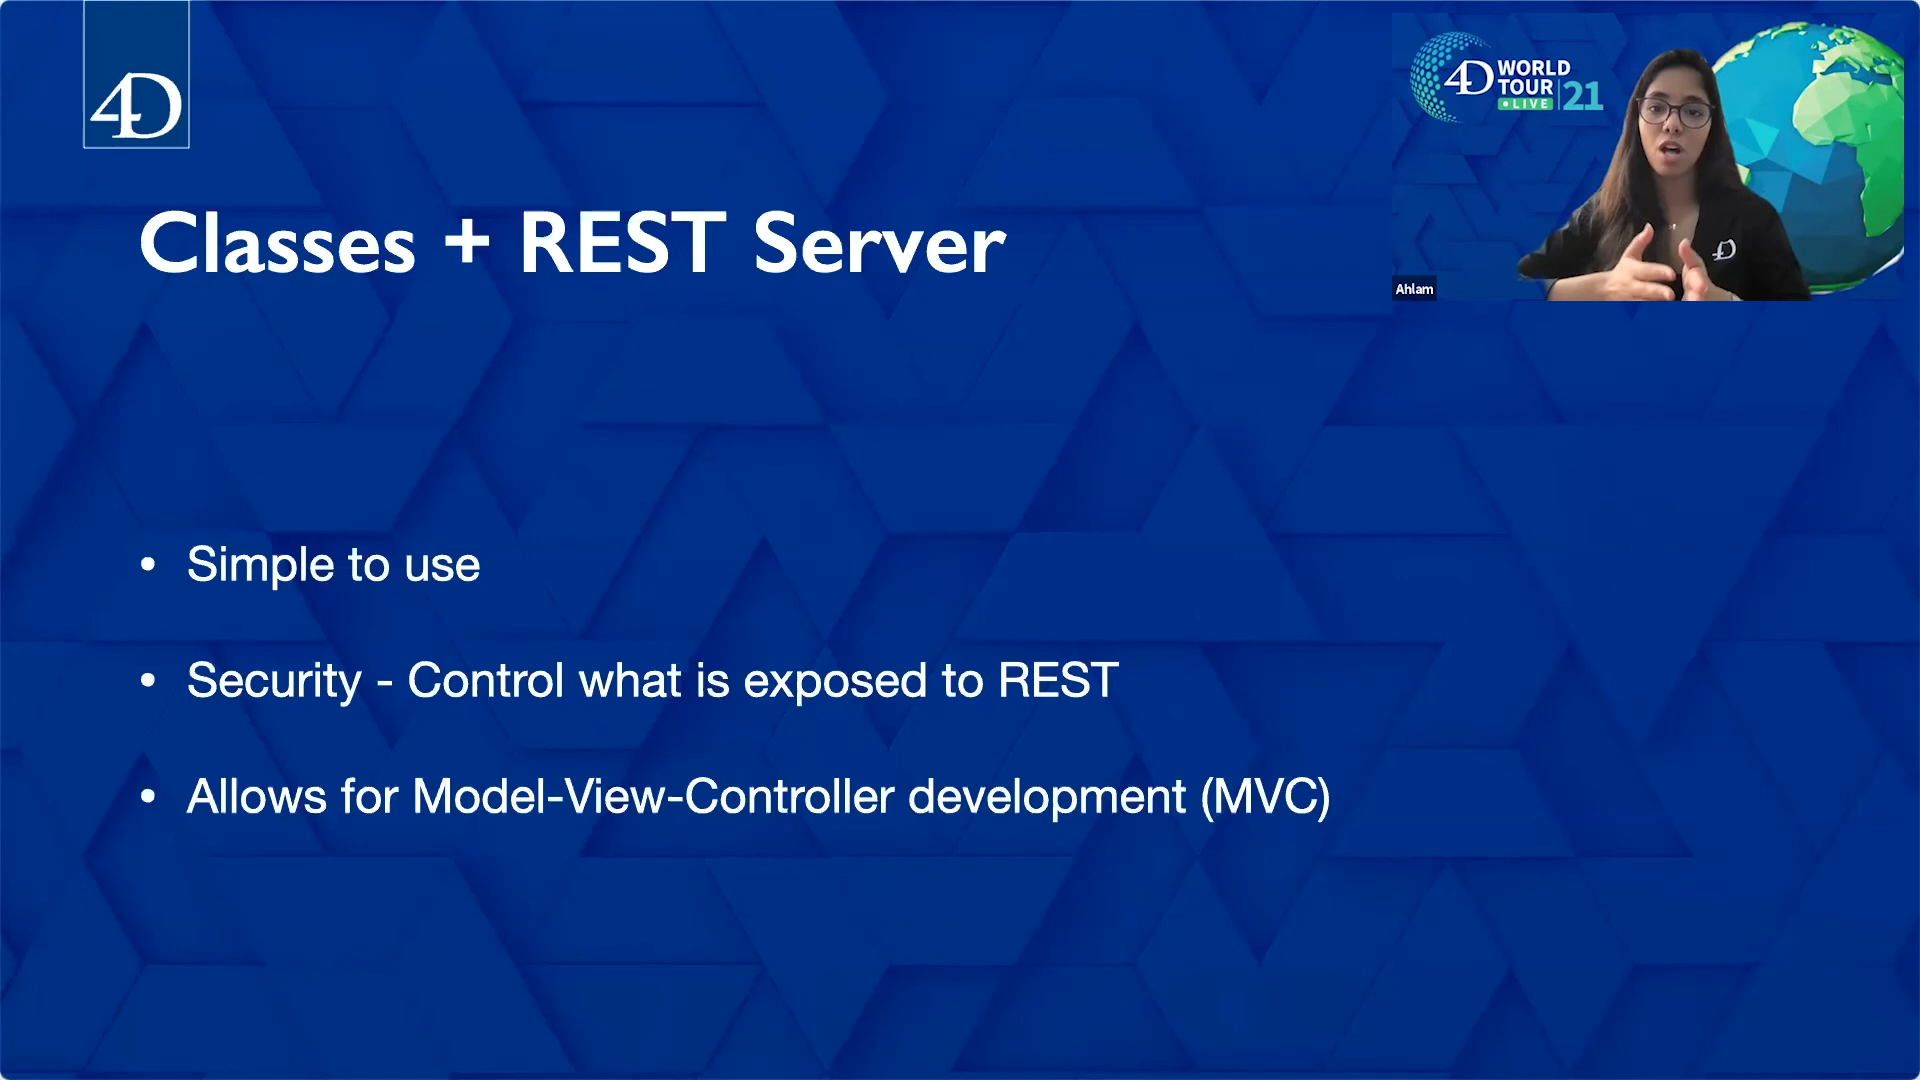 4D
4D WORLD
TOUR
LIVE 21
Classes + REST Server
Ahlam
4D
• Simple to use
• Security - Control what is exposed to REST
• Allows for Model-View-Controller development (MVC)